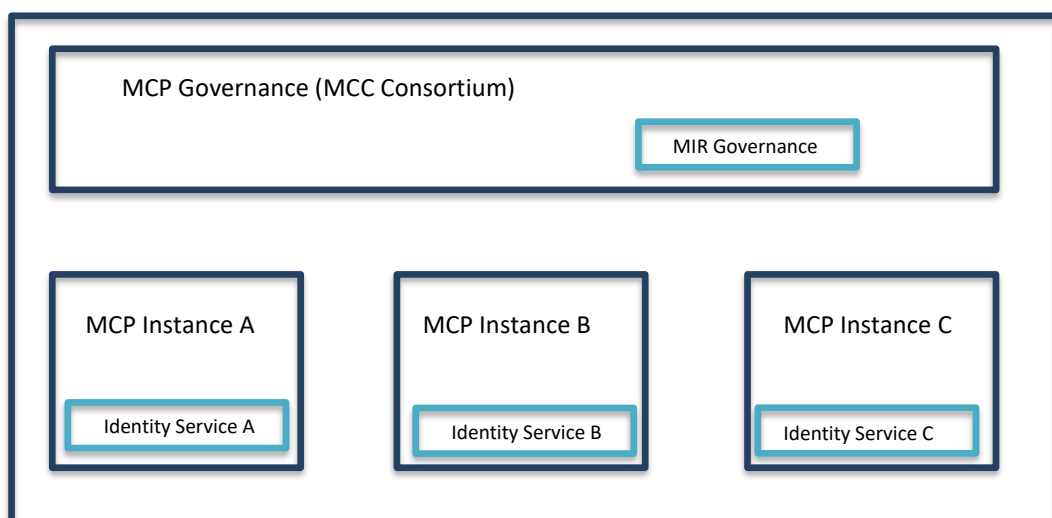 MCP Governance (MCC Consortium)
MIR Governance
MCP Instance A
MCP Instance B
MCP Instance C
Identity Service A
Identity Service B
Identity Service C